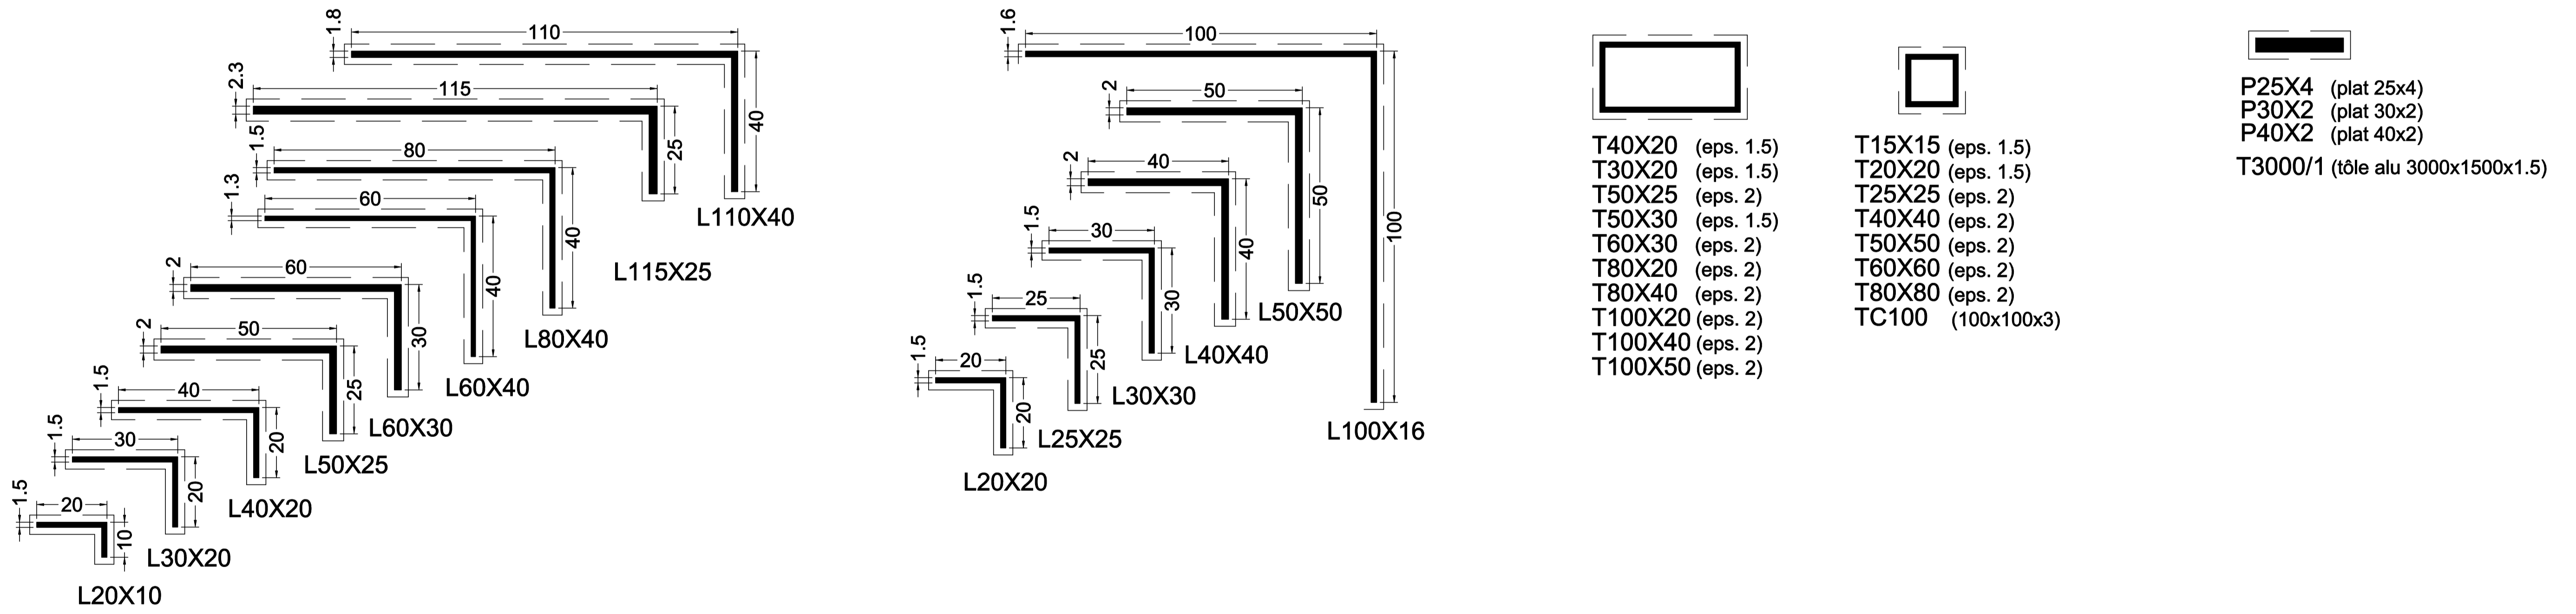 1.8
110
40
L110X40
2.3
115
25
L115X25
1.5
80
40
L80X40
1.3
60
40
L60X40
2
60
30
L60X30
2
50
25
L50X25
1.5
40
20
L40X20
1.5
30
20
L30X20
1.5
20
10
L20X10
1.6
100
100
L100X16
2
50
50
L50X50
2
40
40
L40X40
1.5
30
30
L30X30
1.5
25
25
L25X25
1.5
20
20
L20X20
T40X20 (eps. 1.5)
T30X20 (eps. 1.5)
T50X25 (eps. 2)
T50X30 (eps. 1.5)
T60X30 (eps. 2)
T80X20 (eps. 2)
T80X40 (eps. 2)
T100X20 (eps. 2)
T100X40 (eps. 2)
T100X50 (eps. 2)
T15X15 (eps. 1.5)
T20X20 (eps. 1.5)
T25X25 (eps. 2)
T40X40 (eps. 2)
T50X50 (eps. 2)
T60X60 (eps. 2)
T80X80 (eps. 2)
TC100 (100x100x3)
P25X4 (plat 25x4)
P30X2 (plat 30x2)
P40X2 (plat 40x2)
T3000/1 (tôle alu 3000x1500x1.5)